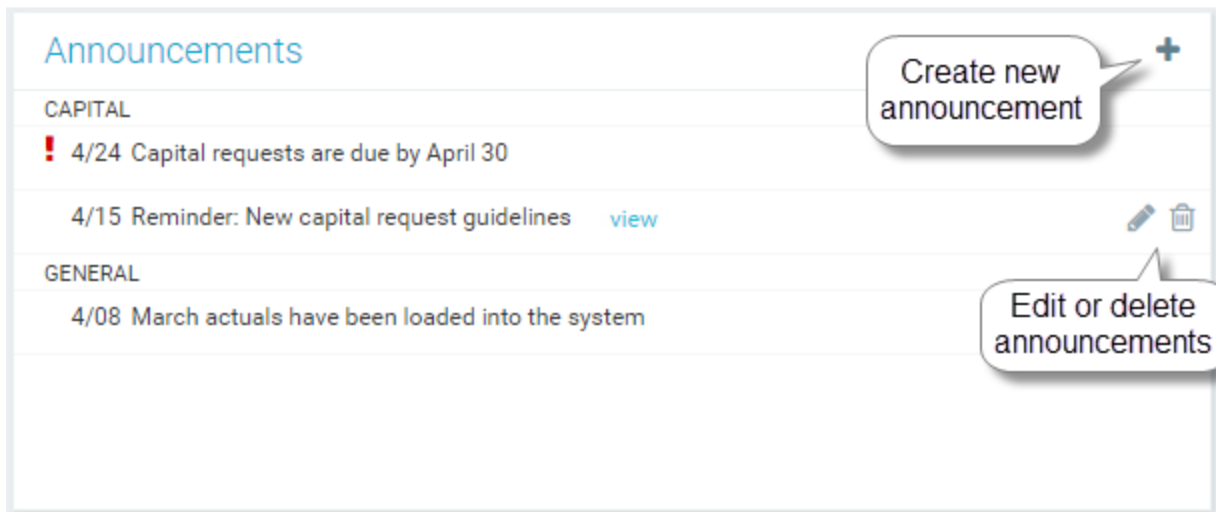 Announcements
Create new
announcement
CAPITAL
! 4/24 Capital requests are due by April 30
4/15 Reminder: New capital request guidelines view
GENERAL
Edit or delete
announcements
4/08 March actuals have been loaded into the system